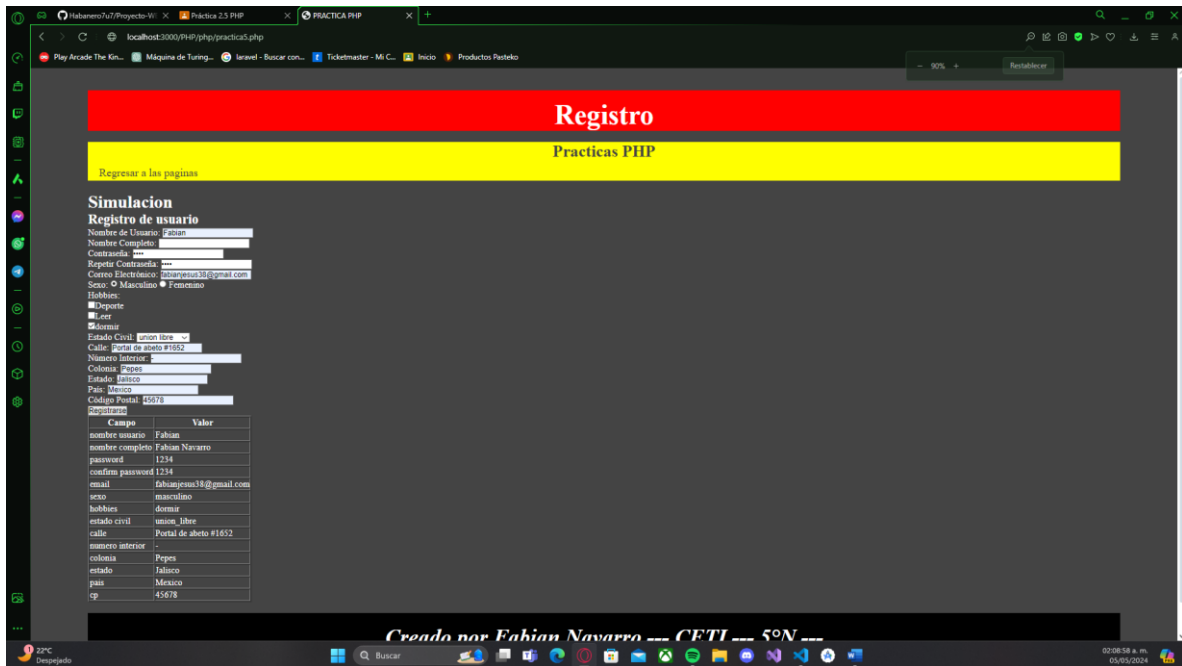 Habanero7u7/Proyecto-W
Práctica 2.5 PHP
PRACTICA PHP
localhost:3000/PHP/php/practica5.php
Play Arcade The Kin...
Máquina de Turing...
laravel - Buscar con...
Ticketmaster - Mi C...
Inicio
Productos Pasteko
− 90% +
Restablecer
Registro
Practicas PHP
Regresar a las paginas
Simulacion
Registro de usuario
Nombre de Usuario: Fabian
Nombre Completo:
Contraseña: ••••
Repetir Contraseña: ••••
Correo Electrónico: fabianjesus38@gmail.com
Sexo: Masculino Femenino
Hobbies:
Deporte
Leer
dormir
Estado Civil: union libre
Calle: Portal de abeto #1652
Número Interior: -
Colonia: Pepes
Estado: Jalisco
País: Mexico
Código Postal: 45678
Registrarse
Campo Valor
nombre usuario Fabian
nombre completo Fabian Navarro
password 1234
confirm password 1234
email fabianjesus38@gmail.com
sexo masculino
hobbies dormir
estado civil union_libre
calle Portal de abeto #1652
numero interior -
colonia Pepes
estado Jalisco
pais Mexico
cp 45678
Creado por Fabian Navarro --- CETI --- 5°N ---
22°C
Despejado
Buscar
02:08:58 a. m.
05/05/2024